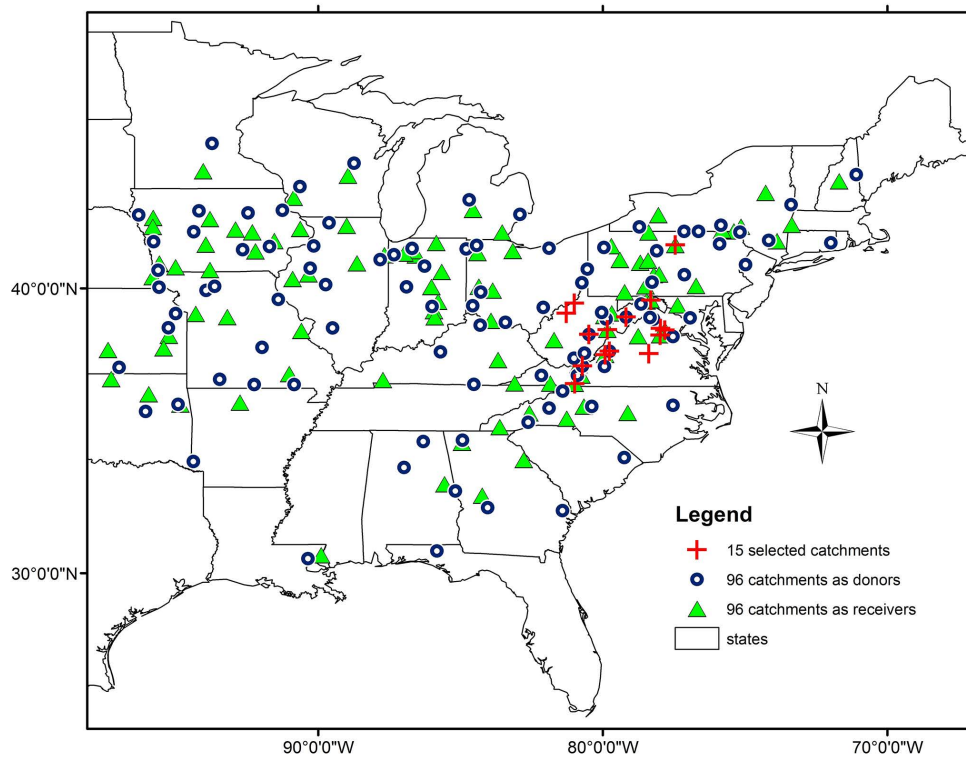 40°0'0"N
30°0'0"N
N
Legend
15 selected catchments
96 catchments as donors
96 catchments as receivers
states
90°0'0"W
80°0'0"W
70°0'0"W